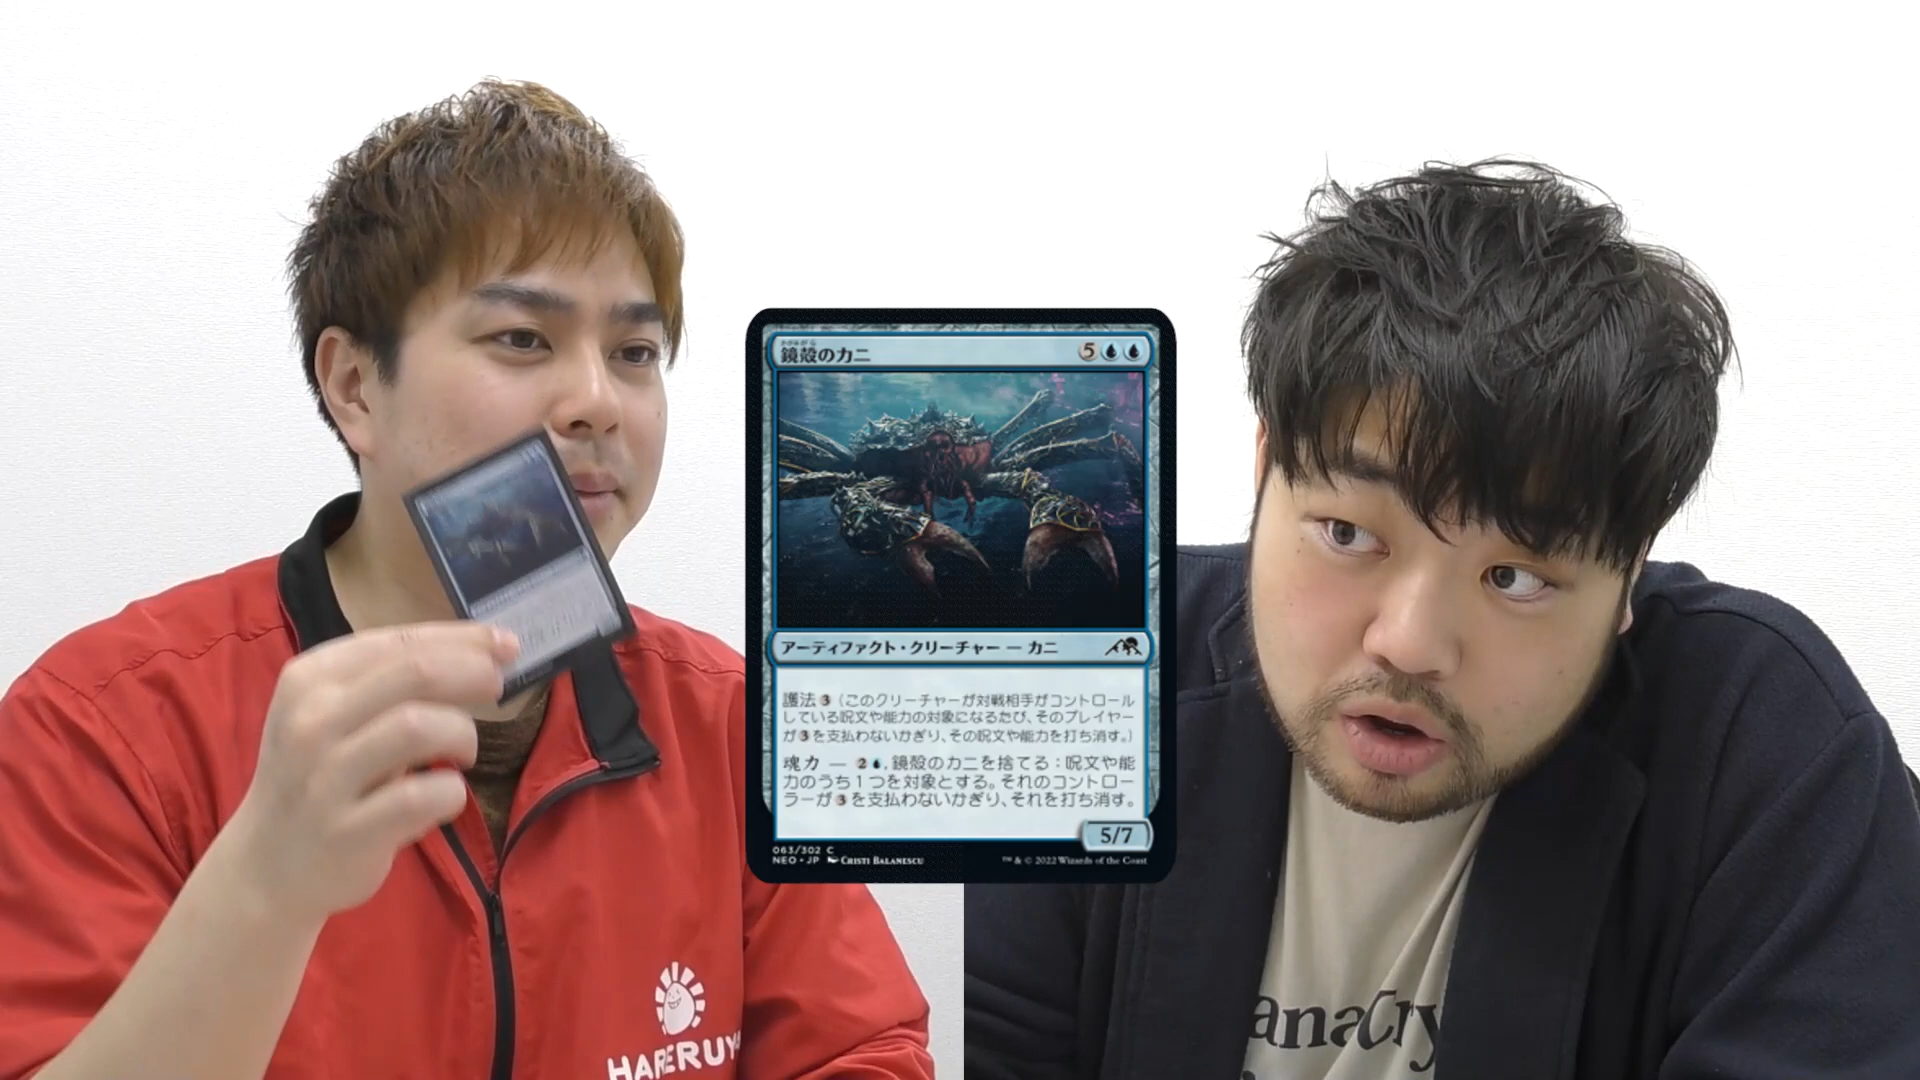 かがみがら
鏡殻のカニ
5
アーティファクト・クリーチャー — カニ
護法3（このクリーチャーが対戦相手がコントロール
している呪文や能力の対象になるたび、そのプレイヤー
が3を支払わないかぎり、その呪文や能力を打ち消す。）
魂力 — 2,鏡殻のカニを捨てる：呪文や能
力のうち１つを対象とする。それのコントロー
ラーが3を支払わないかぎり、それを打ち消す。
5/7
063/302 C
NEO・JP CRISTI BALANESCU
™ & © 2022 Wizards of the Coast
HARERUYA
anaCry